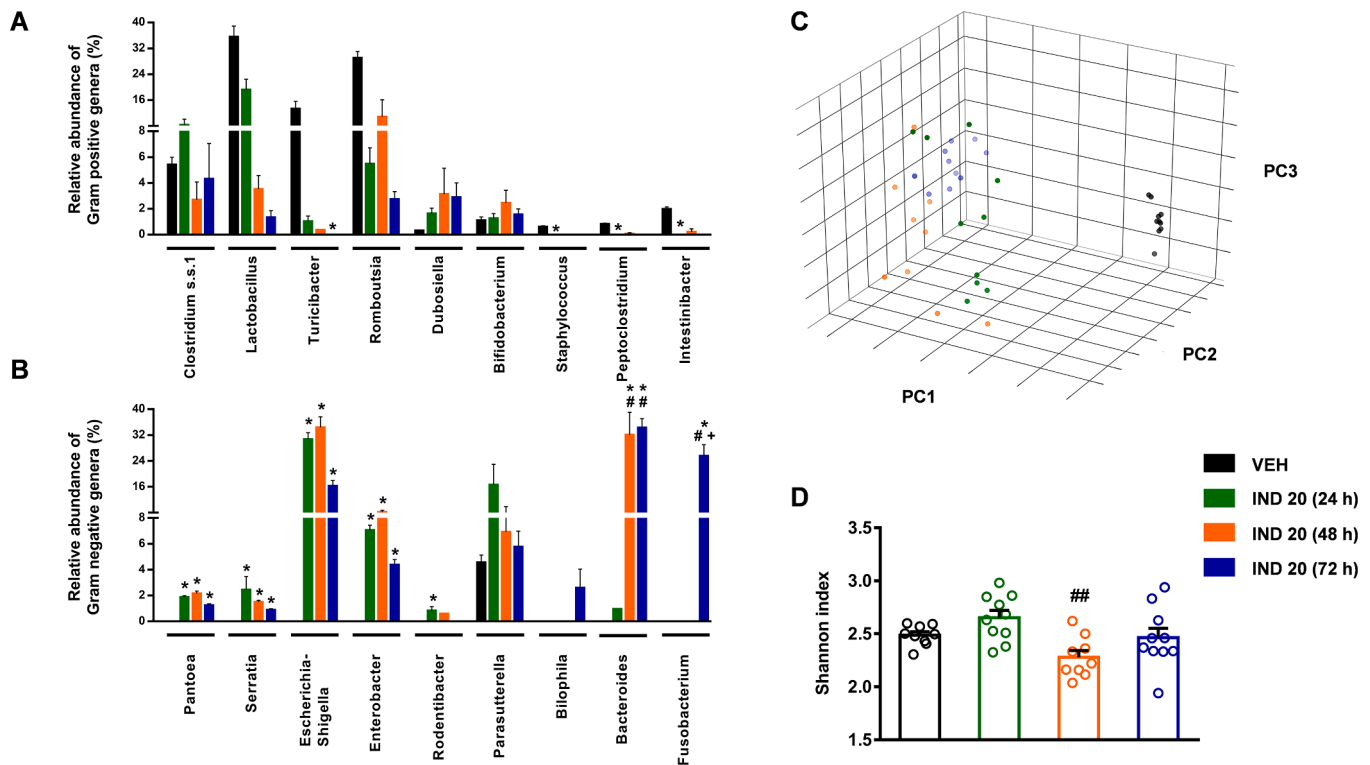 A
Relative abundance of
Gram positive genera (%)
40
32
24
16
8
6
4
2
0
* * * *
Clostridium s.s.1
Lactobacillus
Turicibacter
Romboutsia
Dubosiella
Bifidobacterium
Staphylococcus
Peptoclostridium
Intestinibacter
B
Relative abundance of
Gram negative genera (%)
40
32
24
16
8
6
4
2
0
* * *
* * *
* * *
* * *
*
* *
# #
*
# +
Pantoea
Serratia
Escherichia-
Shigella
Enterobacter
Rodentibacter
Parasutterella
Bilophila
Bacteroides
Fusobacterium
C
PC3
PC2
PC1
VEH
IND 20 (24 h)
IND 20 (48 h)
IND 20 (72 h)
D
Shannon index
3.5
3.0
2.5
2.0
1.5
##